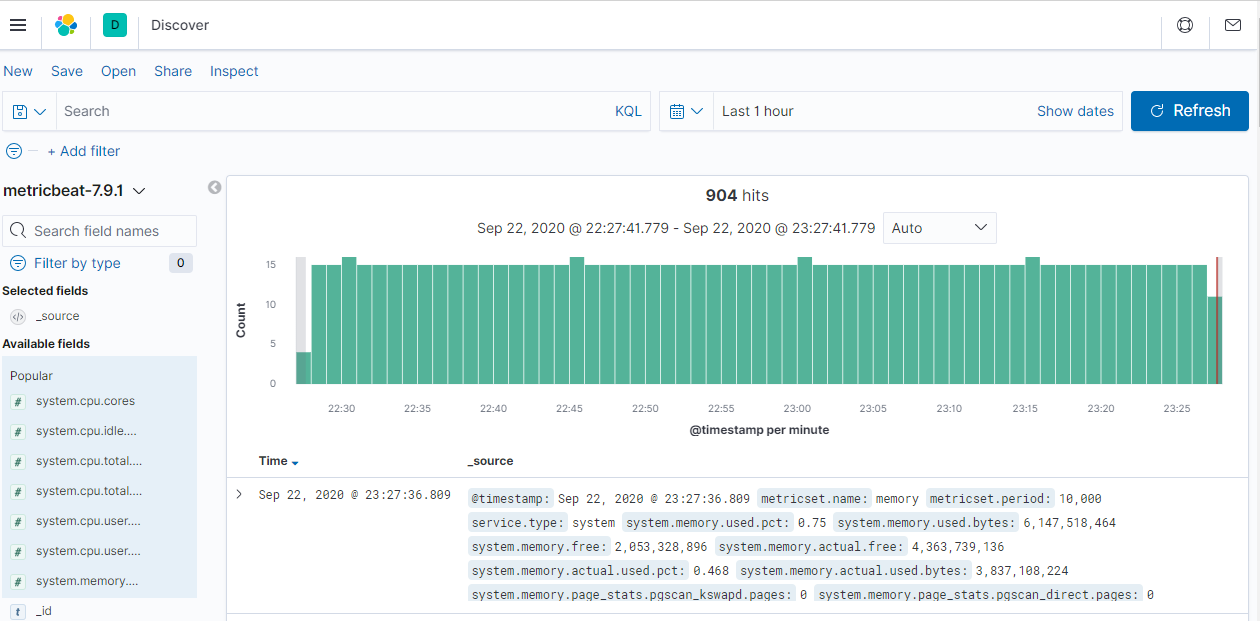 D Discover
New Save Open Share Inspect
Search KQL Last 1 hour Show dates Refresh
+ Add filter
metricbeat-7.9.1
Search field names
Filter by type 0
Selected fields
_source
Available fields
Popular
# system.cpu.cores
# system.cpu.idle....
# system.cpu.total....
# system.cpu.total....
# system.cpu.user....
# system.cpu.user....
# system.memory....
t _id
904 hits
Sep 22, 2020 @ 22:27:41.779 - Sep 22, 2020 @ 23:27:41.779 Auto
Count
15
10
5
0
22:30 22:35 22:40 22:45 22:50 22:55 23:00 23:05 23:10 23:15 23:20 23:25
@timestamp per minute
Time _source
Sep 22, 2020 @ 23:27:36.809 @timestamp: Sep 22, 2020 @ 23:27:36.809 metricset.name: memory metricset.period: 10,000
service.type: system system.memory.used.pct: 0.75 system.memory.used.bytes: 6,147,518,464
system.memory.free: 2,053,328,896 system.memory.actual.free: 4,363,739,136
system.memory.actual.used.pct: 0.468 system.memory.actual.used.bytes: 3,837,108,224
system.memory.page_stats.pgscan_kswapd.pages: 0 system.memory.page_stats.pgscan_direct.pages: 0